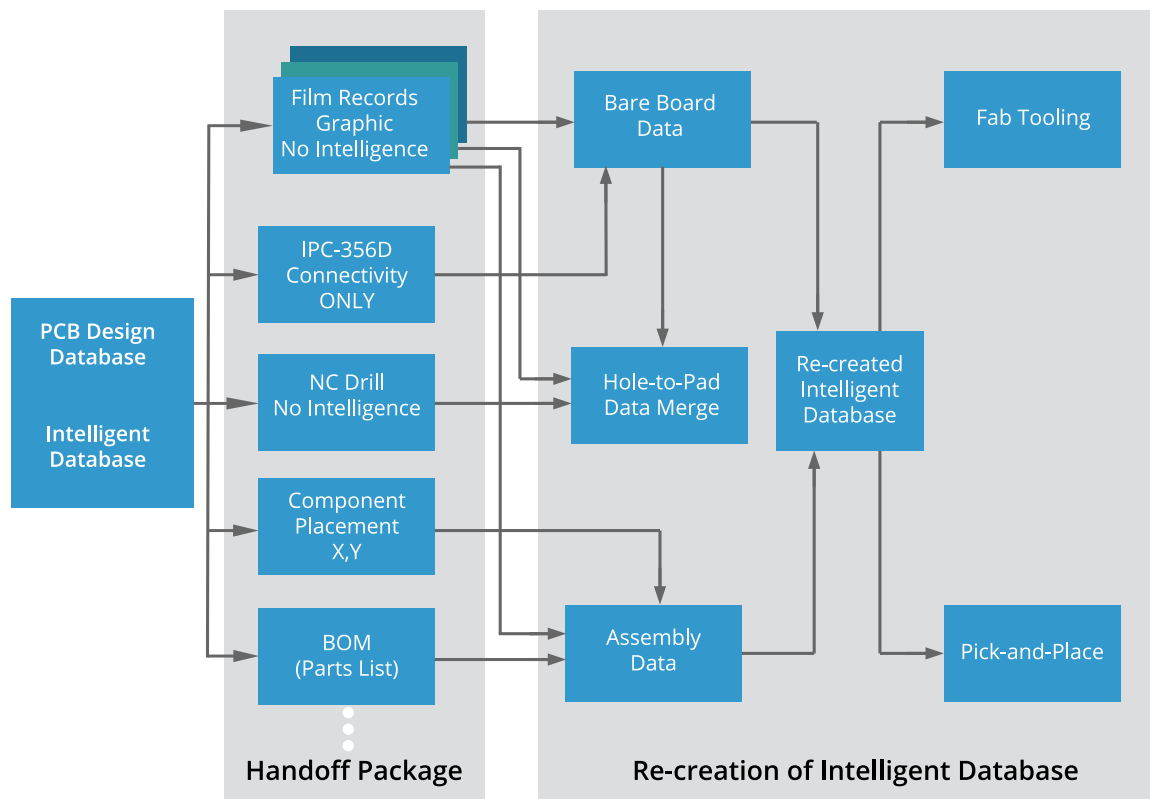 PCB Design
Database
Intelligent
Database
Film Records
Graphic
No Intelligence
IPC-356D
Connectivity
ONLY
NC Drill
No Intelligence
Component
Placement
X,Y
BOM
(Parts List)
Handoff Package
Bare Board
Data
Hole-to-Pad
Data Merge
Assembly
Data
Re-created
Intelligent
Database
Fab Tooling
Pick-and-Place
Re-creation of Intelligent Database